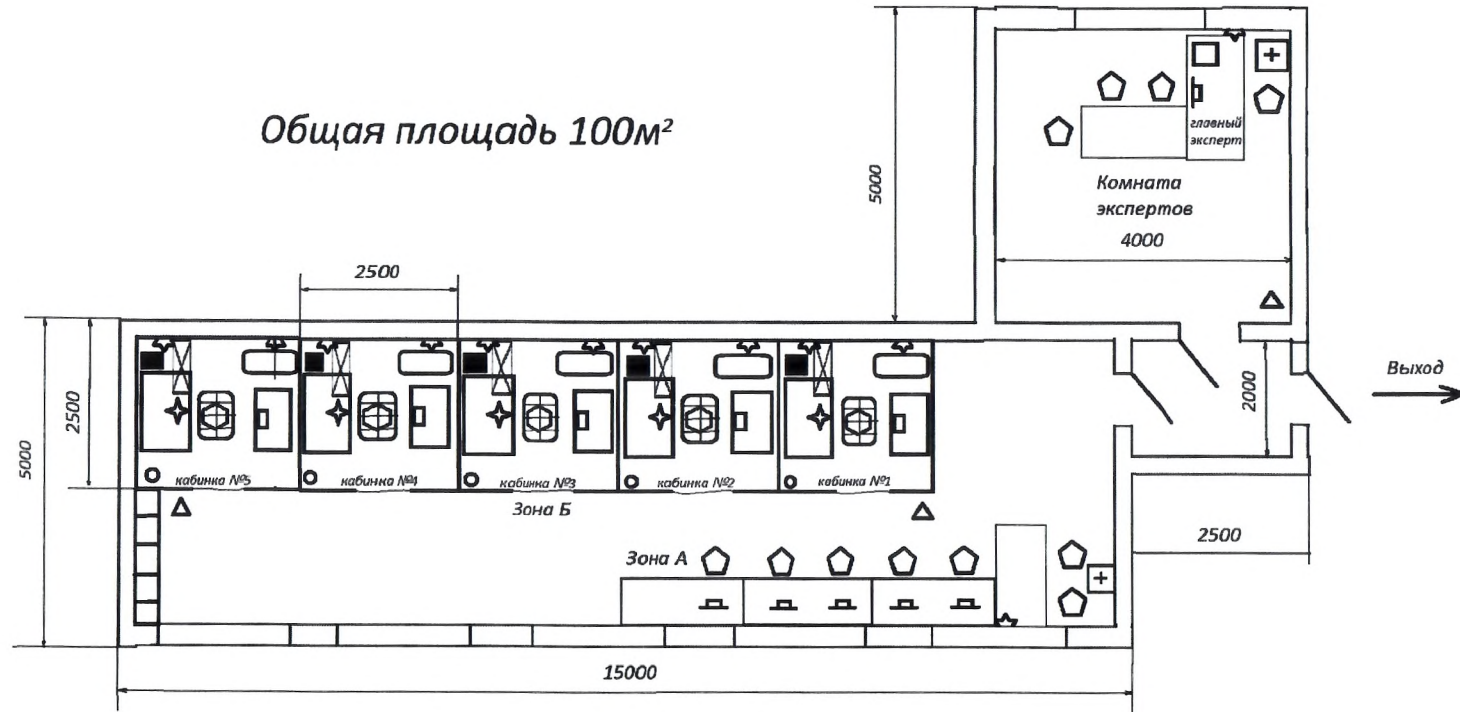 Общая площадь 100м²
5000
главный
эксперт
Комната
экспертов
4000
2500
Выход
2000
2500
5000
кабинка №5
кабинка №4
кабинка №3
кабинка №2
кабинка №1
Зона Б
Зона А
2500
15000